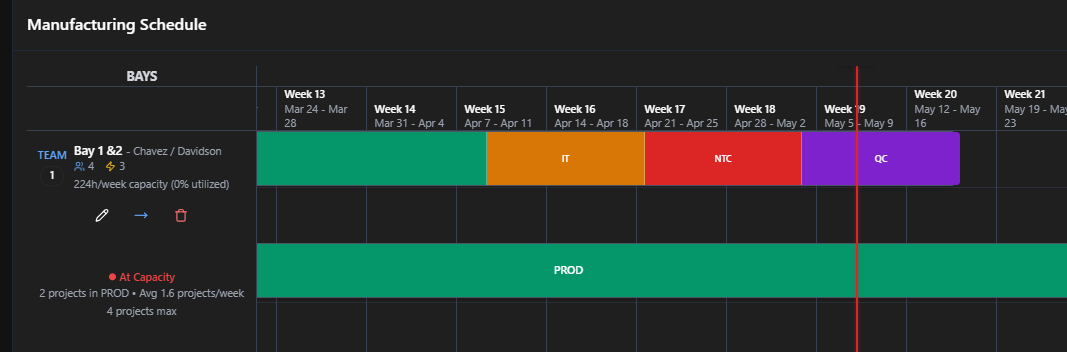 Manufacturing Schedule
BAYS
Week 13
Mar 24 - Mar
28
Week 14
Mar 31 - Apr 4
Week 15
Apr 7 - Apr 11
Week 16
Apr 14 - Apr 18
Week 17
Apr 21 - Apr 25
Week 18
Apr 28 - May 2
Week 19
May 5 - May 9
Week 20
May 12 - May
16
Week 21
May 19 - May
23
TEAM
1
Bay 1 &2 - Chavez / Davidson
4 3
224h/week capacity (0% utilized)
IT
NTC
QC
PROD
At Capacity
2 projects in PROD • Avg 1.6 projects/week
4 projects max